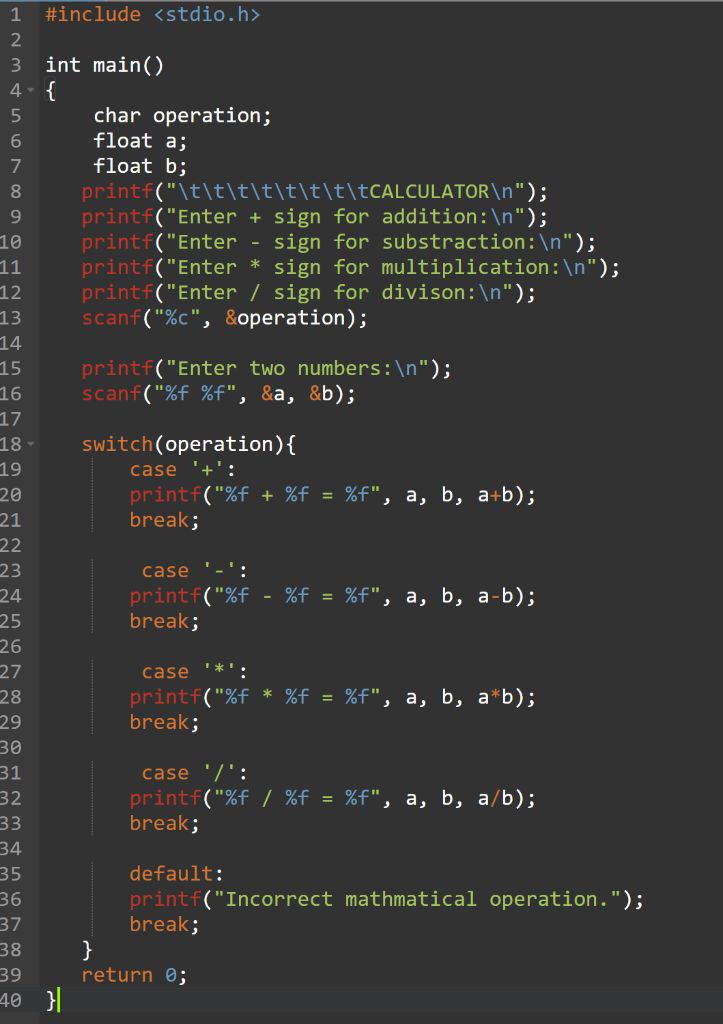 1 #include <stdio.h>
2
3 int main()
4 {
5     char operation;
6     float a;
7     float b;
8    printf("\t\t\t\t\t\t\t\tCALCULATOR\n");
9    printf("Enter + sign for addition:\n");
10    printf("Enter - sign for substraction:\n");
11    printf("Enter * sign for multiplication:\n");
12    printf("Enter / sign for divison:\n");
13    scanf("%c", &operation);
14
15    printf("Enter two numbers:\n");
16    scanf("%f %f", &a, &b);
17
18    switch(operation){
19        case '+':
20        printf("%f + %f = %f", a, b, a+b);
21        break;
22
23         case '-':
24        printf("%f - %f = %f", a, b, a-b);
25        break;
26
27         case '*':
28        printf("%f * %f = %f", a, b, a*b);
29        break;
30
31         case '/':
32        printf("%f / %f = %f", a, b, a/b);
33        break;
34
35        default:
36        printf("Incorrect mathmatical operation.");
37        break;
38    }
39    return 0;
40 }